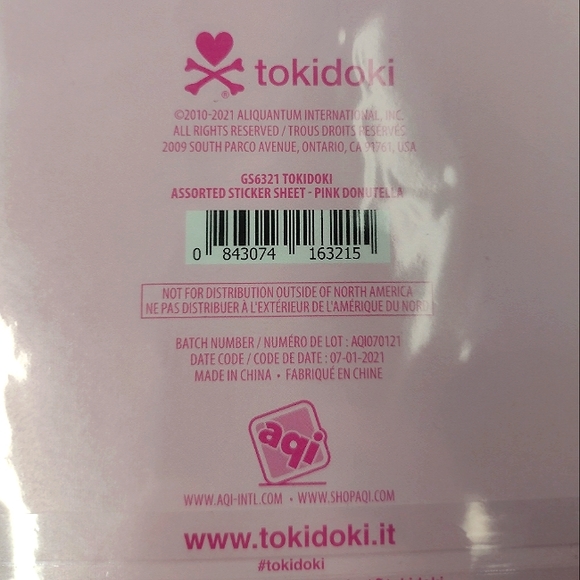 tokidoki
®
©2010-2021 ALIQUANTUM INTERNATIONAL, INC.
ALL RIGHTS RESERVED / TROUS DROITS RESERVÉS
2009 SOUTH PARCO AVENUE, ONTARIO, CA 91761, USA
GS6321 TOKIDOKI
ASSORTED STICKER SHEET - PINK DONUTELLA
0 843074 163215
NOT FOR DISTRIBUTION OUTSIDE OF NORTH AMERICA
NE PAS DISTRIBUER À L'EXTÉRIEUR DE L'AMÉRIQUE DU NORD
BATCH NUMBER / NUMÉRO DE LOT : AQI070121
DATE CODE / CODE DE DATE : 07-01-2021
MADE IN CHINA • FABRIQUÉ EN CHINE
aqi
WWW.AQI-INTL.COM • WWW.SHOPAQI.COM
www.tokidoki.it
#tokidoki